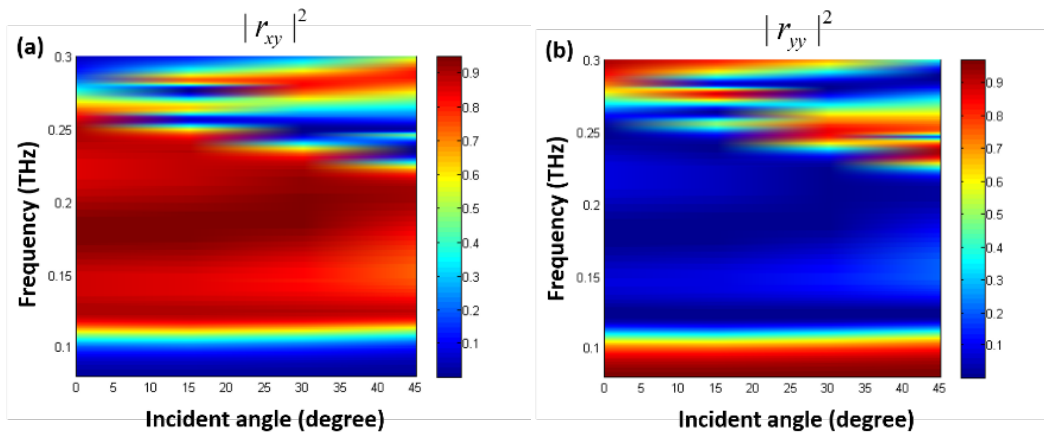 (a)
| r_{xy} |^2
Frequency (THz)
0.3
0.25
0.2
0.15
0.1
0 5 10 15 20 25 30 35 40 45
Incident angle (degree)
0.9
0.8
0.7
0.6
0.5
0.4
0.3
0.2
0.1
(b)
| r_{yy} |^2
Frequency (THz)
0.3
0.25
0.2
0.15
0.1
0 5 10 15 20 25 30 35 40 45
Incident angle (degree)
0.9
0.8
0.7
0.6
0.5
0.4
0.3
0.2
0.1